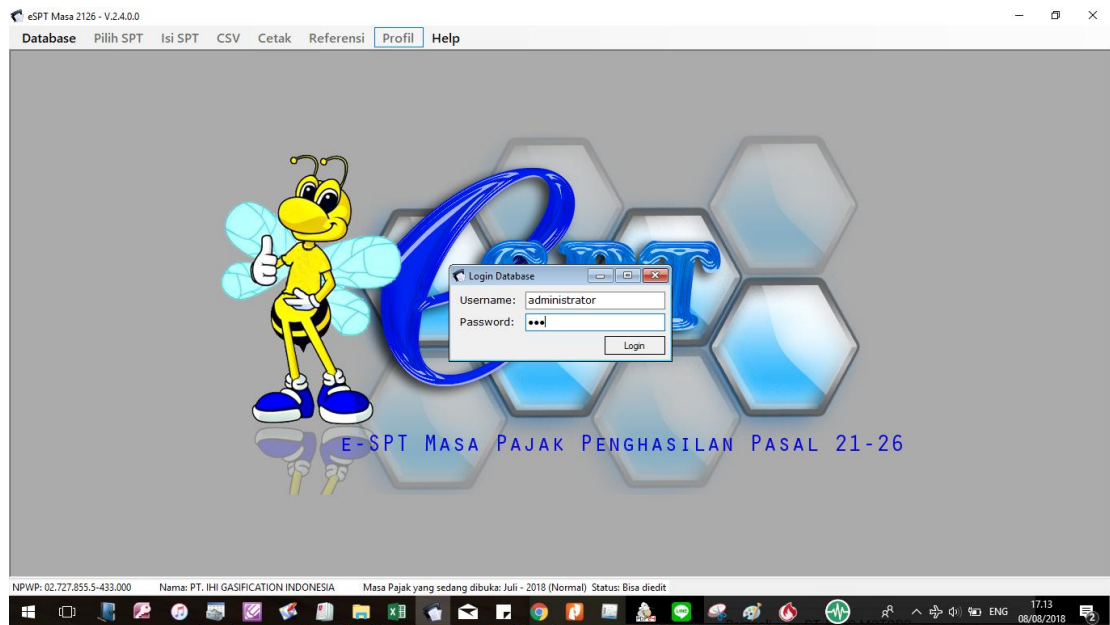 eSPT Masa 2126 - V.2.4.0.0
Database Pilih SPT Isi SPT CSV Cetak Referensi Profil Help
eSPT
Login Database
Username: administrator
Password: •••
Login
e-SPT Masa Pajak Penghasilan Pasal 21-26
NPWP: 02.727.855.5-433.000 Nama: PT. IHI GASIFICATION INDONESIA Masa Pajak yang sedang dibuka: Juli - 2018 (Normal) Status: Bisa diedit
ENG 17.13
08/08/2018